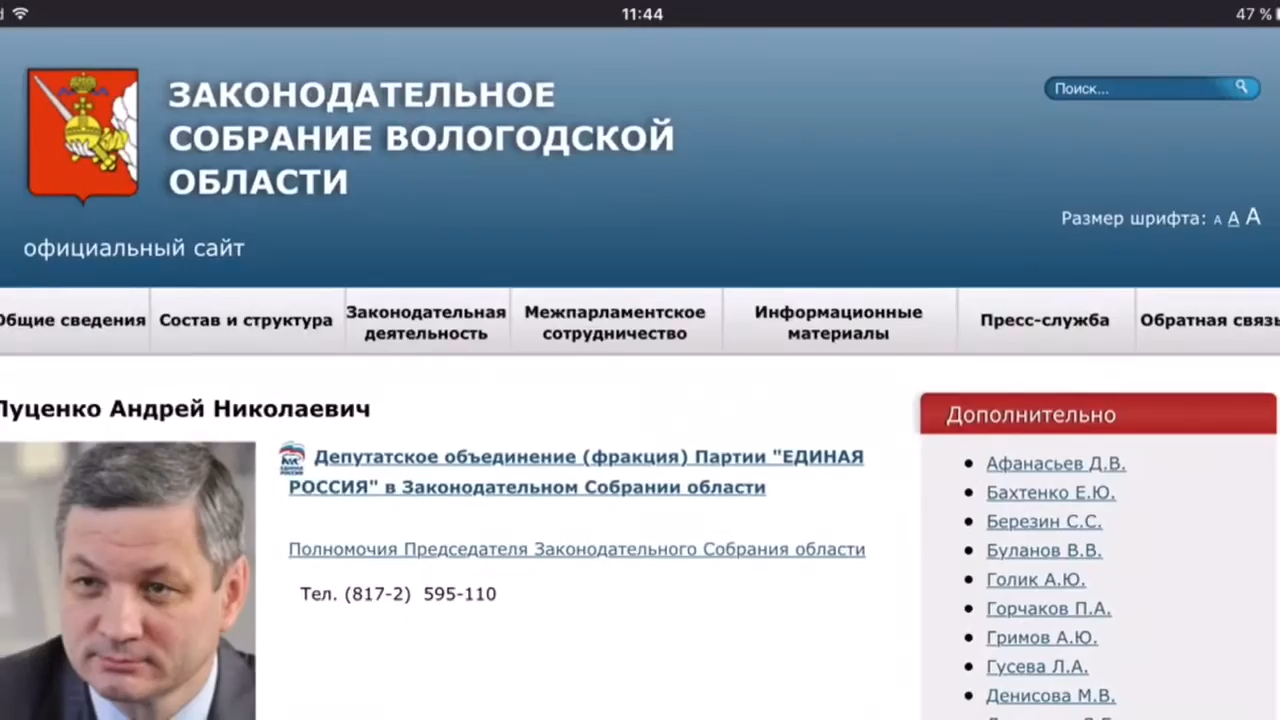 11:44
47 %
ЗАКОНОДАТЕЛЬНОЕ
СОБРАНИЕ ВОЛОГОДСКОЙ
ОБЛАСТИ
официальный сайт
Поиск...
Размер шрифта: А А А
Общие сведения
Состав и структура
Законодательная
деятельность
Межпарламентское
сотрудничество
Информационные
материалы
Пресс-служба
Обратная связь
Луценко Андрей Николаевич
Депутатское объединение (фракция) Партии "ЕДИНАЯ
РОССИЯ" в Законодательном Собрании области
Полномочия Председателя Законодательного Собрания области
Тел. (817-2) 595-110
Дополнительно
Афанасьев Д.В.
Бахтенко Е.Ю.
Березин С.С.
Буланов В.В.
Голик А.Ю.
Горчаков П.А.
Гримов А.Ю.
Гусева Л.А.
Денисова М.В.